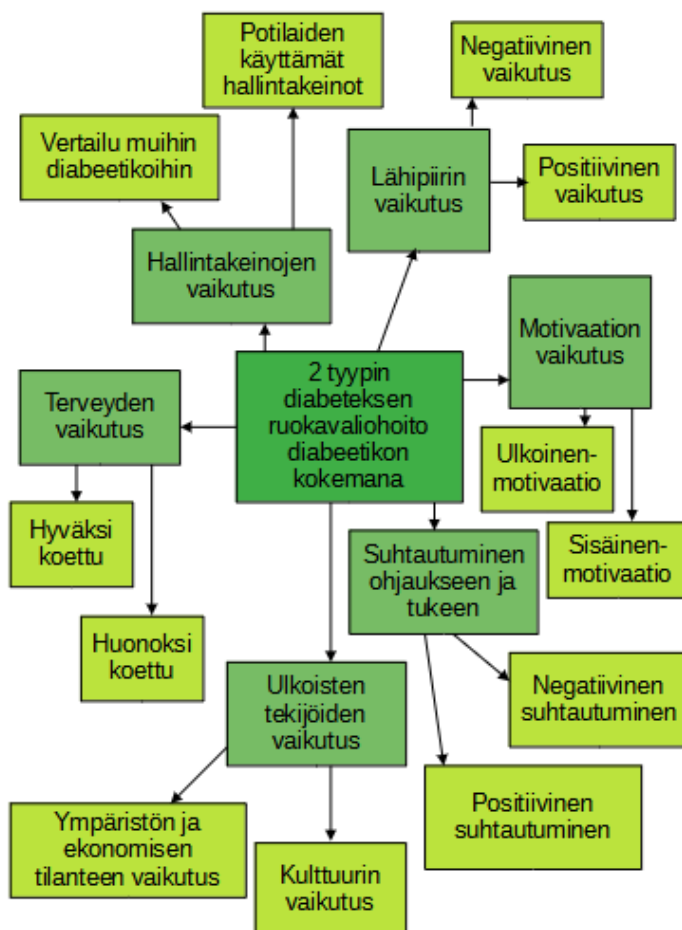 Potilaiden
käyttämät
hallintakeinot
Negatiivinen
vaikutus
Vertailu muihin
diabeetikoihin
Lähipiirin
vaikutus
Positiivinen
vaikutus
Hallintakeinojen
vaikutus
Motivaation
vaikutus
2 tyypin
diabeteksen
ruokavaliohoito
diabeetikon
kokemana
Terveyden
vaikutus
Ulkoinen-
motivaatio
Sisäinen-
motivaatio
Hyväksi
koettu
Suhtautuminen
ohjaukseen ja
tukeen
Huonoksi
koettu
Ulkoisten
tekijöiden
vaikutus
Negatiivinen
suhtautuminen
Positiivinen
suhtautuminen
Ympäristön ja
ekonomisen
tilanteen vaikutus
Kulttuurin
vaikutus